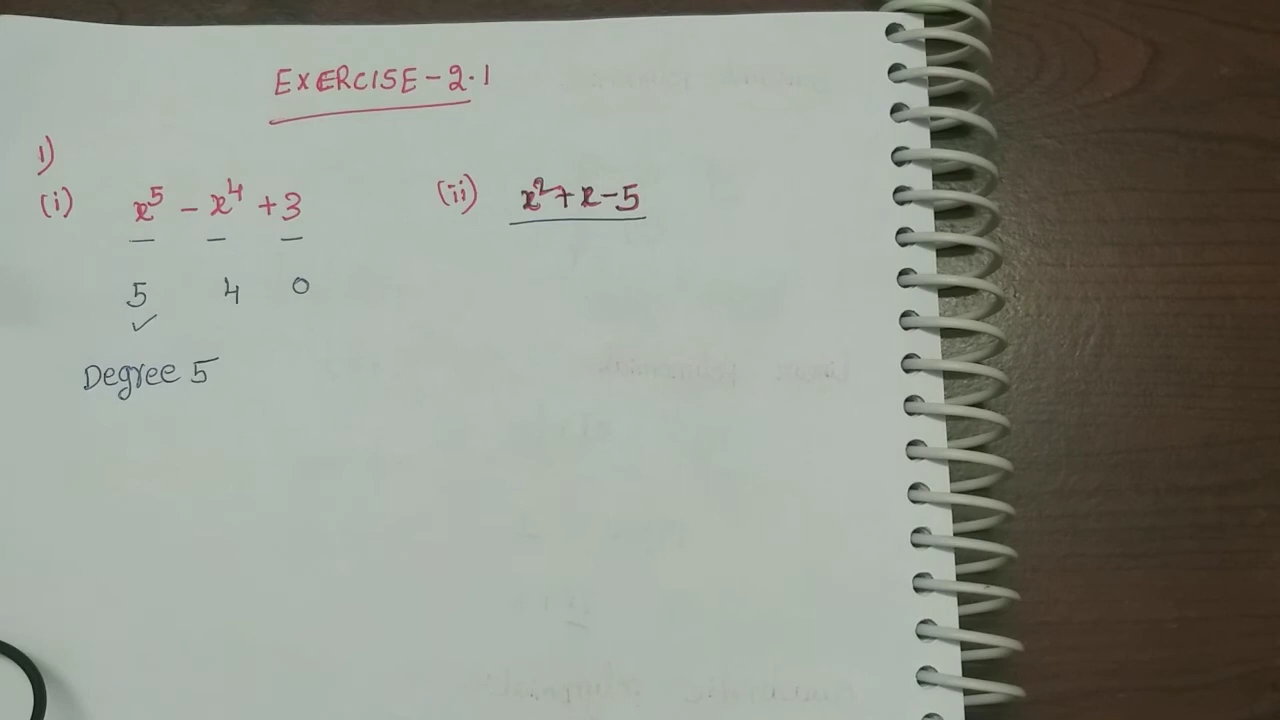 EXERCISE-2.1
1)
(i) x⁵ - x⁴ + 3 (ii) x² + x - 5
5 4 0
✓
Degree 5